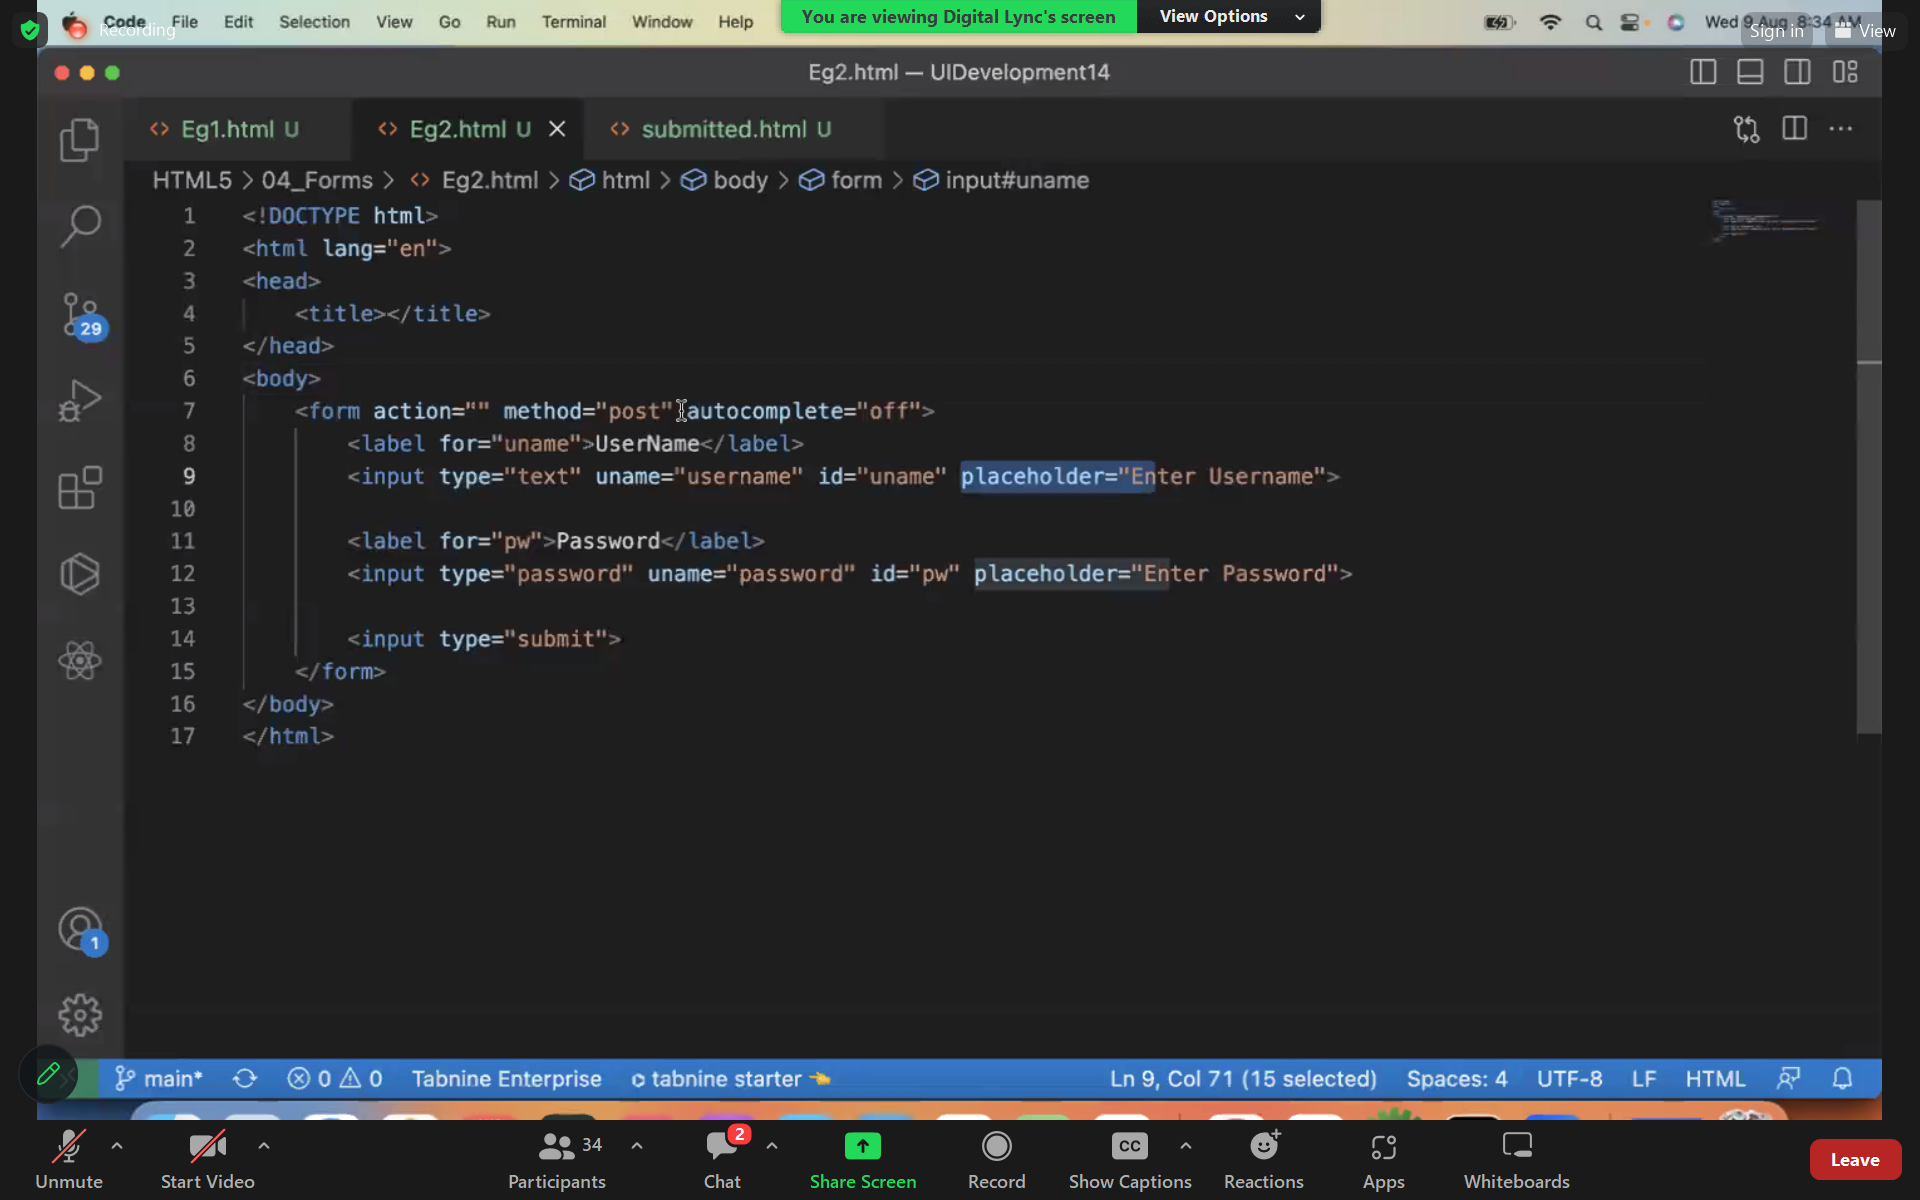 Code File Edit Selection View Go Run Terminal Window Help You are viewing Digital Lync's screen View Options Wed 9 Aug 8:34 AM
Recording Sign in View
Eg2.html — UIDevelopment14
Eg1.html U Eg2.html U submitted.html U
HTML5 > 04_Forms > Eg2.html > html > body > form > input#uname
1 <!DOCTYPE html>
2 <html lang="en">
3 <head>
4 <title></title>
5 </head>
6 <body>
7 <form action="" method="post" autocomplete="off">
8 <label for="uname">UserName</label>
9 <input type="text" uname="username" id="uname" placeholder="Enter Username">
10
11 <label for="pw">Password</label>
12 <input type="password" uname="password" id="pw" placeholder="Enter Password">
13
14 <input type="submit">
15 </form>
16 </body>
17 </html>
29
1
main* 0 0 Tabnine Enterprise tabnine starter Ln 9, Col 71 (15 selected) Spaces: 4 UTF-8 LF HTML
34 2 CC
Unmute Start Video Participants Chat Share Screen Record Show Captions Reactions Apps Whiteboards Leave